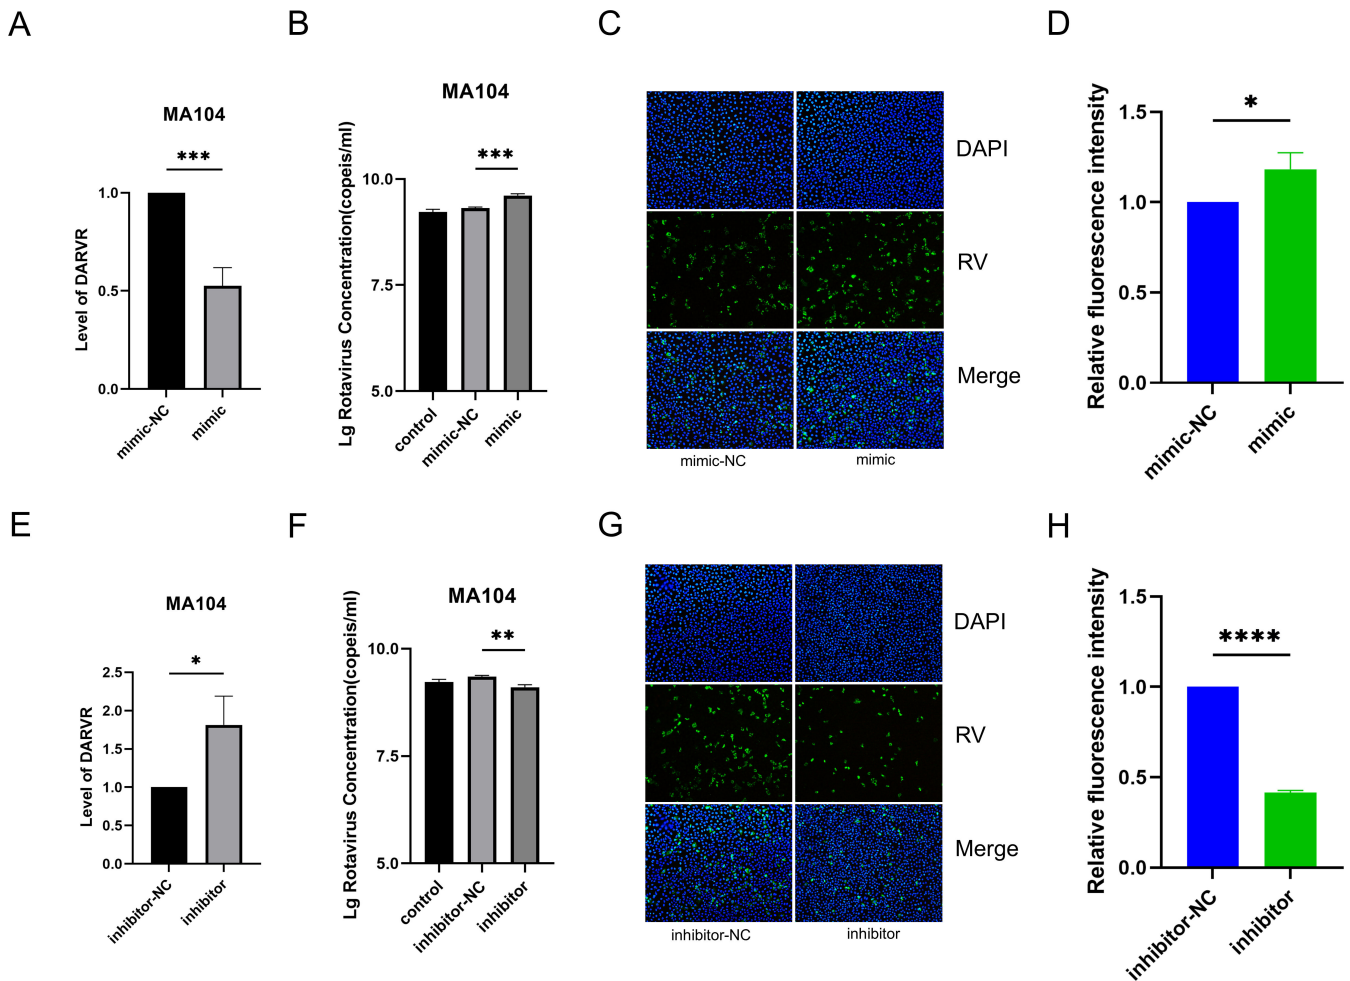 A
MA104
***
Level of DARVR
1.0
0.5
0.0
mimic-NC
mimic
B
MA104
***
Lg Rotavirus Concentration(copeis/ml)
10.0
7.5
5.0
control
mimic-NC
mimic
C
DAPI
RV
Merge
mimic-NC
mimic
D
*
Relative fluorescence intensity
1.5
1.0
0.5
0.0
mimic-NC
mimic
E
MA104
*
Level of DARVR
2.5
2.0
1.5
1.0
0.5
0.0
inhibitor-NC
inhibitor
F
MA104
**
Lg Rotavirus Concentration(copeis/ml)
10.0
7.5
5.0
control
inhibitor-NC
inhibitor
G
DAPI
RV
Merge
inhibitor-NC
inhibitor
H
****
Relative fluorescence intensity
1.5
1.0
0.5
0.0
inhibitor-NC
inhibitor